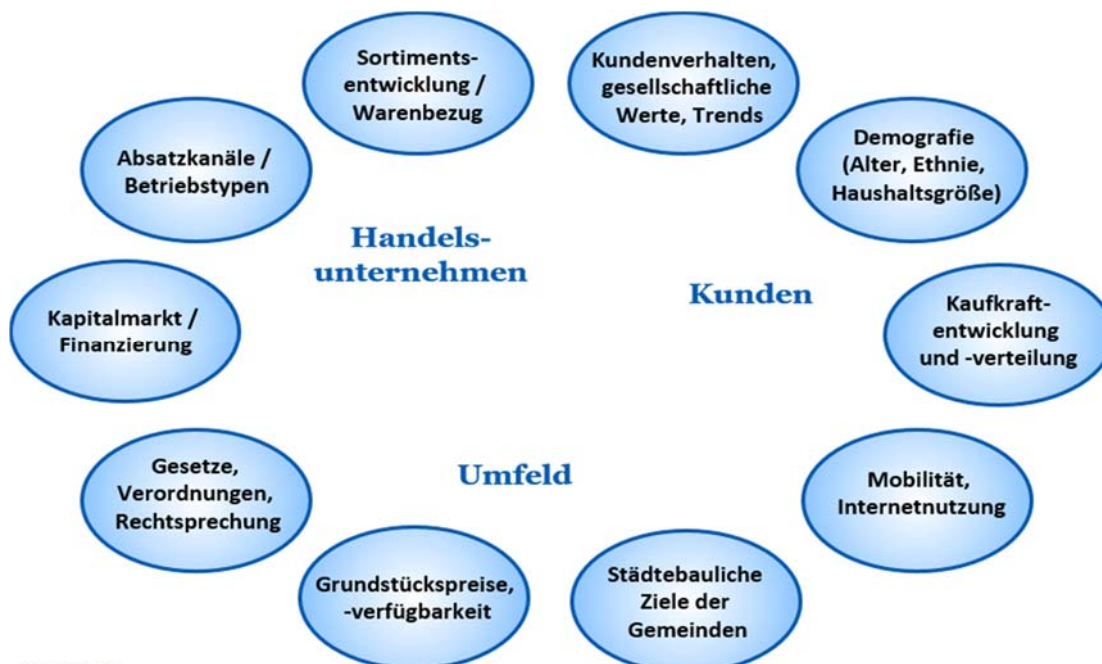 Sortiments-
entwicklung /
Warenbezug
Kundenverhalten,
gesellschaftliche
Werte, Trends
Absatzkanäle /
Betriebstypen
Demografie
(Alter, Ethnie,
Haushaltsgröße)
Handels-
unternehmen
Kunden
Kapitalmarkt /
Finanzierung
Kaufkraft-
entwicklung
und -verteilung
Gesetze,
Verordnungen,
Rechtsprechung
Umfeld
Mobilität,
Internetnutzung
Grundstückspreise,
-verfügbarkeit
Städtebauliche
Ziele der
Gemeinden